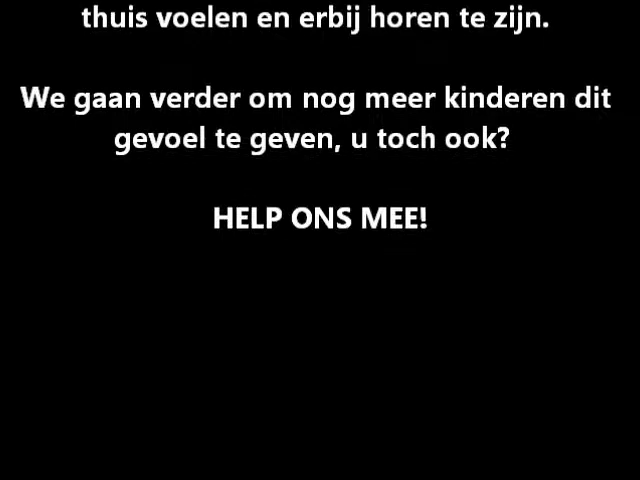 thuis voelen en erbij horen te zijn.
We gaan verder om nog meer kinderen dit
gevoel te geven, u toch ook?
HELP ONS MEE!